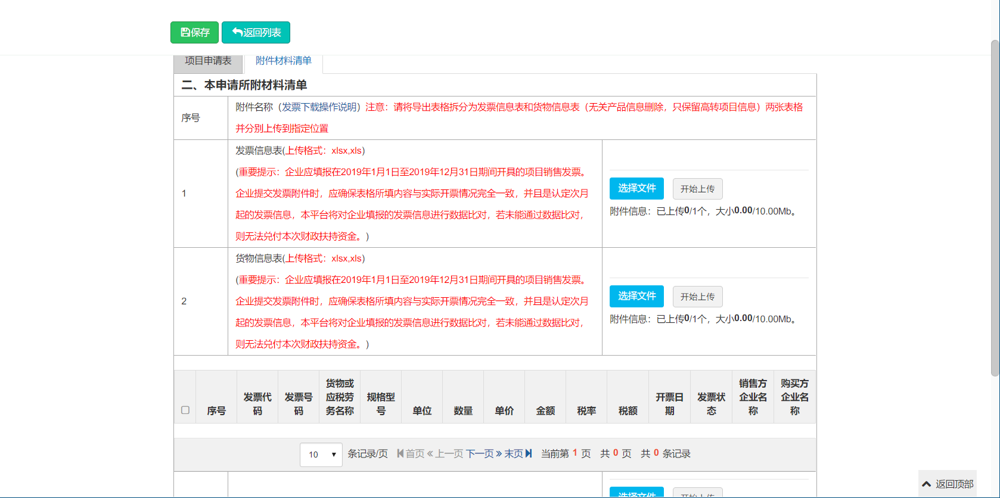 保存 返回列表
项目申请表 附件材料清单
二、本申请所附材料清单
序号
附件名称（发票下载操作说明）注意：请将导出表格拆分为发票信息表和货物信息表（无关产品信息删除，只保留高转项目信息）两张表格
并分别上传到指定位置
1
发票信息表(上传格式：xlsx,xls)
(重要提示：企业应填报在2019年1月1日至2019年12月31日期间开具的项目销售发票。
企业提交发票附件时，应确保表格所填内容与实际开票情况完全一致，并且是认定次月
起的发票信息，本平台将对企业填报的发票信息进行数据比对，若未能通过数据比对，
则无法兑付本次财政扶持资金。)
选择文件 开始上传
附件信息：已上传0/1个，大小0.00/10.00Mb。
2
货物信息表(上传格式：xlsx,xls)
(重要提示：企业应填报在2019年1月1日至2019年12月31日期间开具的项目销售发票。
企业提交发票附件时，应确保表格所填内容与实际开票情况完全一致，并且是认定次月
起的发票信息，本平台将对企业填报的发票信息进行数据比对，若未能通过数据比对，
则无法兑付本次财政扶持资金。)
选择文件 开始上传
附件信息：已上传0/1个，大小0.00/10.00Mb。
序号
发票代
码
发票号
码
货物或
应税劳
务名称
规格型
号
单位
数量
单价
金额
税率
税额
开票日
期
发票状
态
销售方
企业名
称
购买方
企业名
称
10 条记录/页 首页 上一页 下一页 末页 当前第 1 页 共 0 页 共 0 条记录
选择文件 开始上传
返回顶部